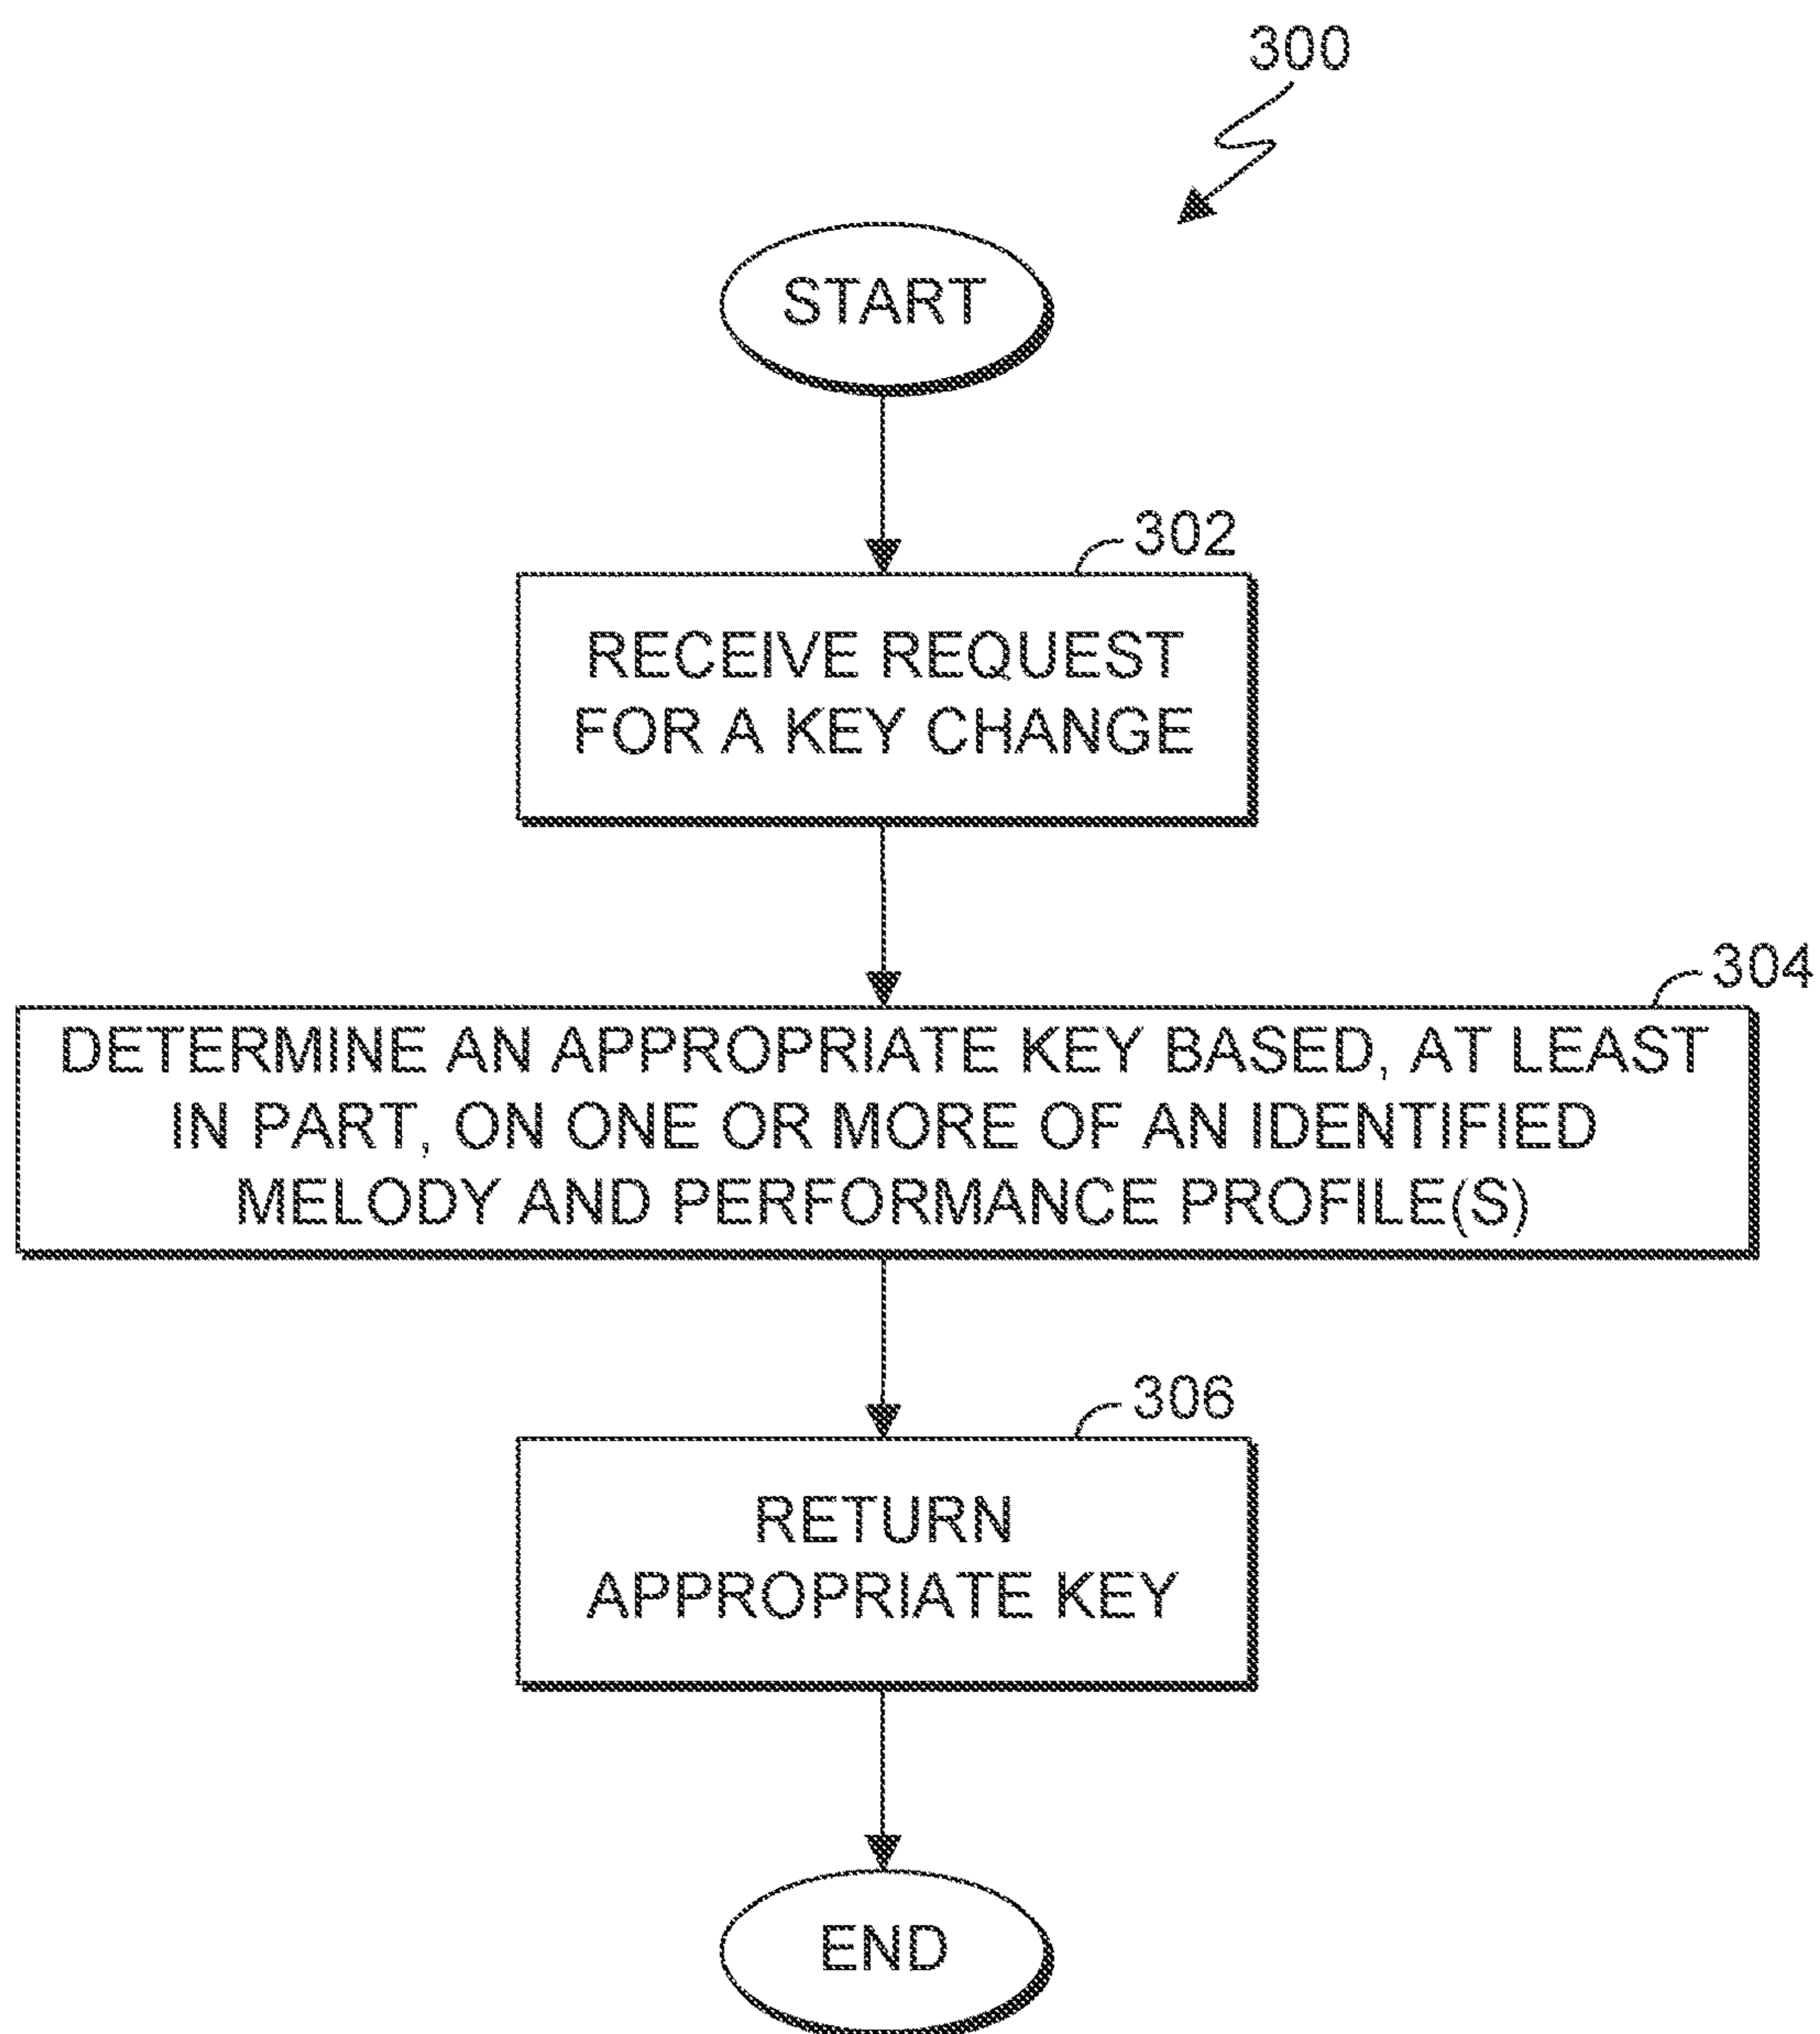 300
START
302
RECEIVE REQUEST
FOR A KEY CHANGE
304
DETERMINE AN APPROPRIATE KEY BASED, AT LEAST
IN PART, ON ONE OR MORE OF AN IDENTIFIED
MELODY AND PERFORMANCE PROFILE(S)
306
RETURN
APPROPRIATE KEY
END